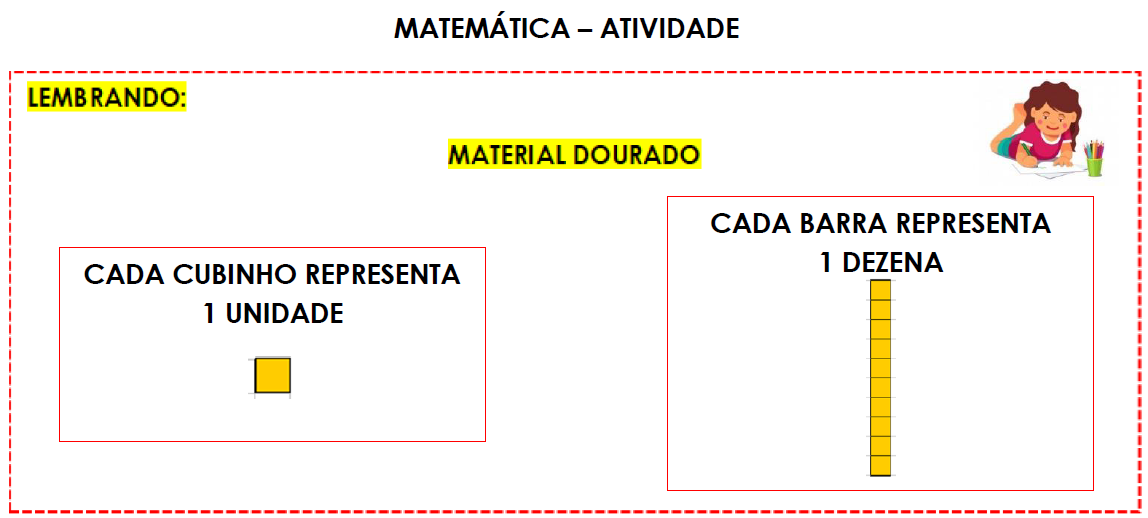 MATEMÁTICA – ATIVIDADE
LEMBRANDO:
MATERIAL DOURADO
CADA CUBINHO REPRESENTA
1 UNIDADE
CADA BARRA REPRESENTA
1 DEZENA